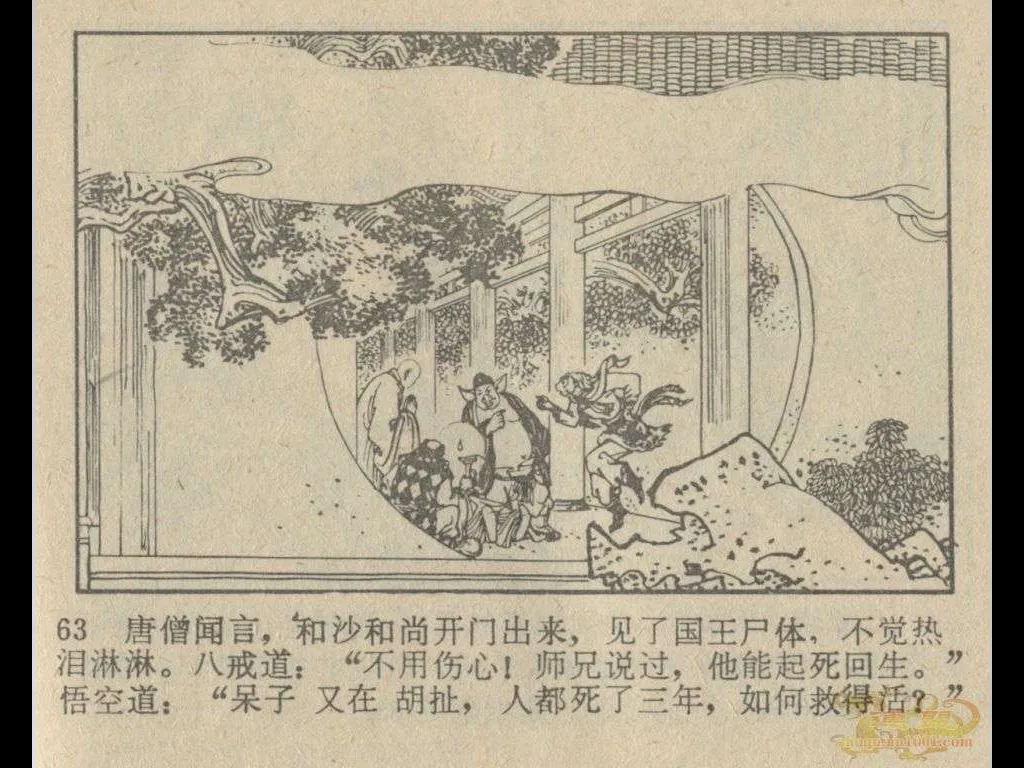 63 唐僧闻言，和沙和尚开门出来，见了国王尸体，不觉热
泪淋淋。八戒道：“不用伤心！师兄说过，他能起死回生。”
悟空道：“呆子 又在 胡扯，人都死了三年，如何救得活？”